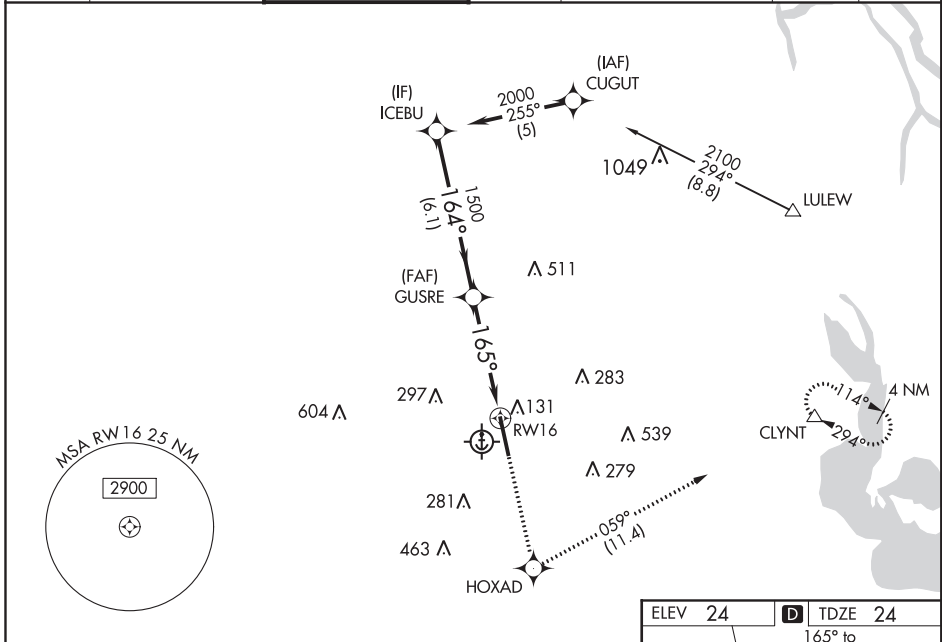 (IAF)
CUGUT
(IF)
ICEBU
2000
255°
(5)
1049
2100
294°
(8.8)
LULEW
1500
164°
(6.1)
(FAF)
GUSRE
511
165°
283
297
604
131
RW16
539
279
114°
4 NM
CLYNT
294°
MSA RW 16 25 NM
2900
281
463
059°
(11.4)
HOXAD
ELEV 24
D
TDZE 24
165° to